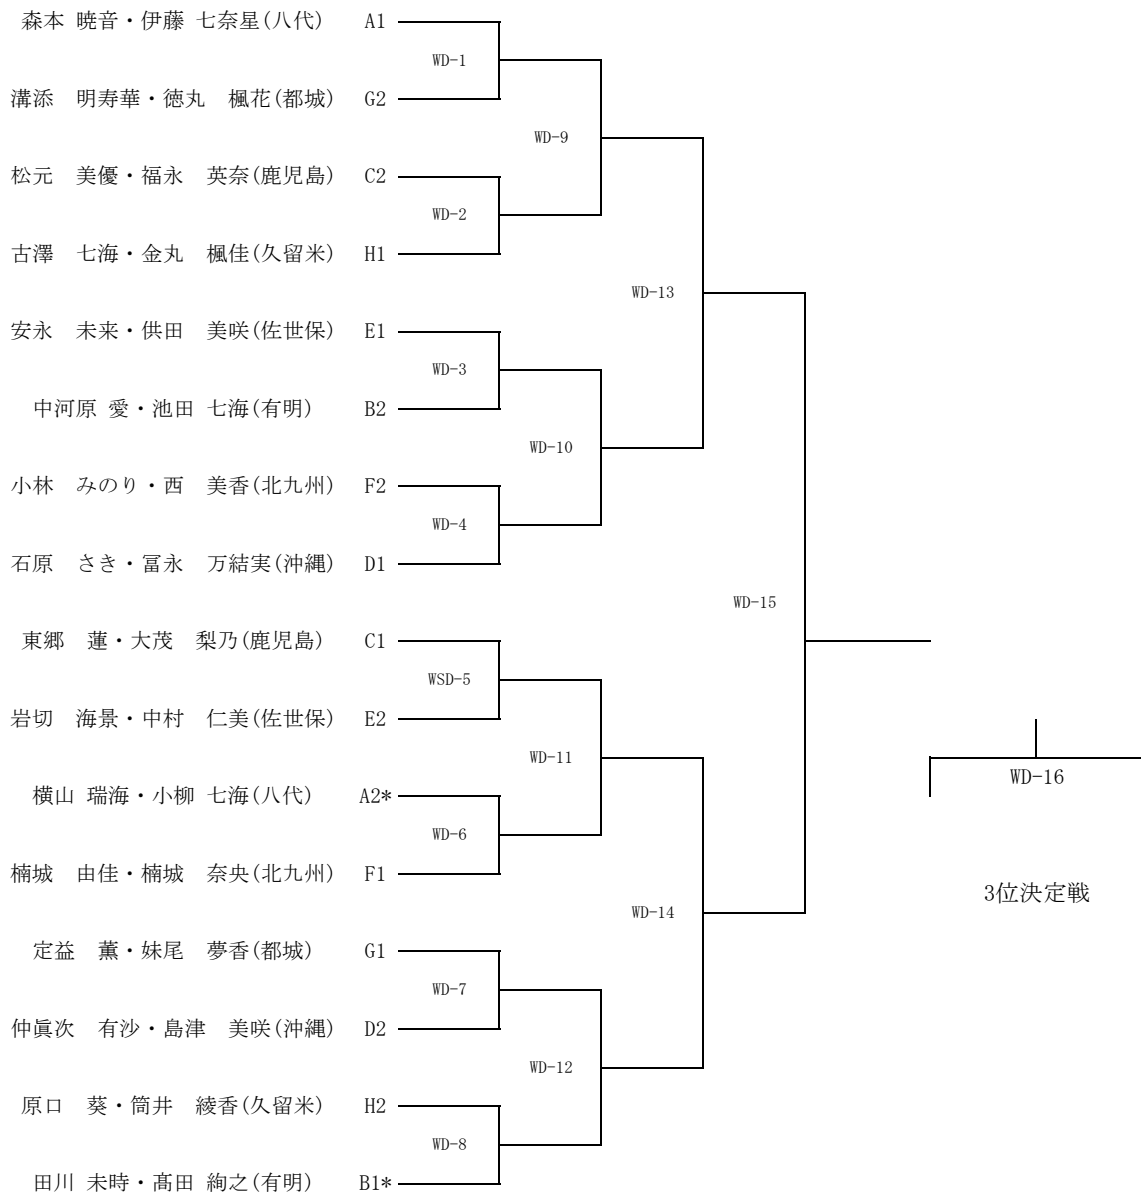 森本 暁音・伊藤 七奈星(八代) A1
WD-1
溝添 明寿華・徳丸 楓花(都城) G2
WD-9
松元 美優・福永 英奈(鹿児島) C2
WD-2
古澤 七海・金丸 楓佳(久留米) H1
WD-13
安永 未来・供田 美咲(佐世保) E1
WD-3
中河原 愛・池田 七海(有明) B2
WD-10
小林 みのり・西 美香(北九州) F2
WD-4
石原 さき・冨永 万結実(沖縄) D1
WD-15
東郷 蓮・大茂 梨乃(鹿児島) C1
WSD-5
岩切 海景・中村 仁美(佐世保) E2
WD-11
WD-16
横山 瑞海・小柳 七海(八代) A2*
WD-6
楠城 由佳・楠城 奈央(北九州) F1
3位決定戦
WD-14
定益 薫・妹尾 夢香(都城) G1
WD-7
仲眞次 有沙・島津 美咲(沖縄) D2
WD-12
原口 葵・筒井 綾香(久留米) H2
WD-8
田川 未時・髙田 絢之(有明) B1*